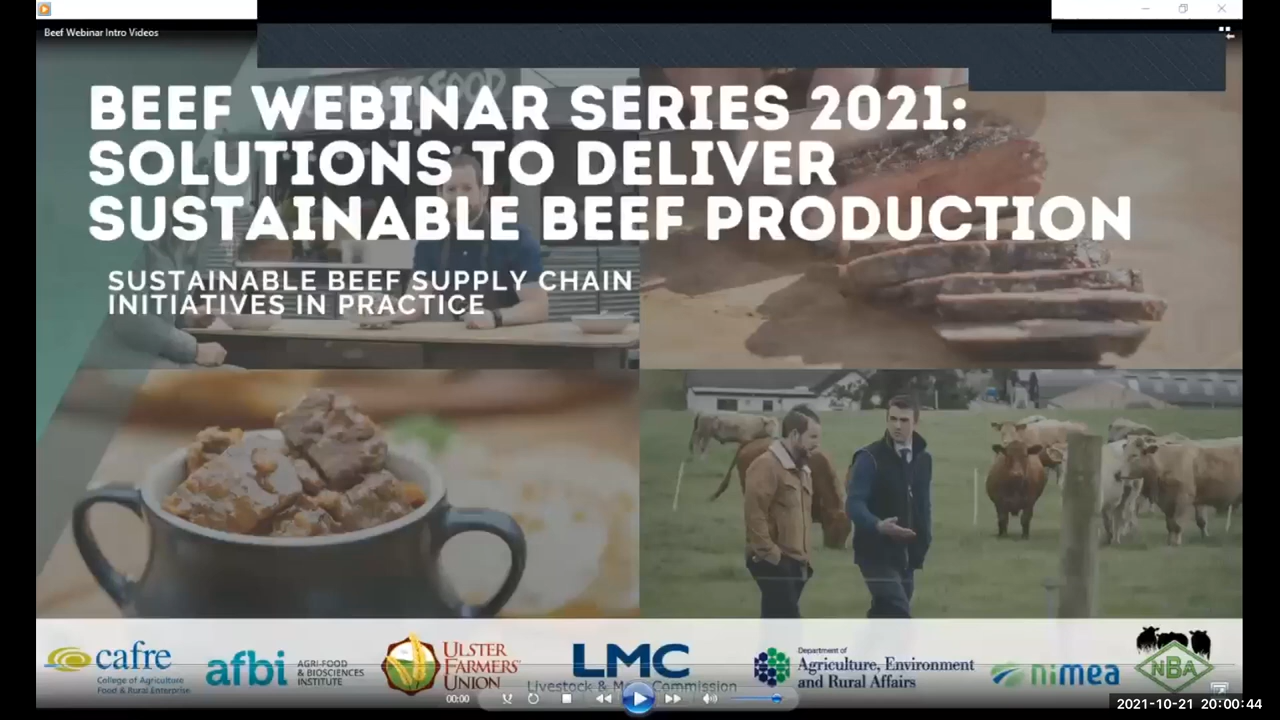 Beef Webinar Intro Videos
BEEF WEBINAR SERIES 2021:
SOLUTIONS TO DELIVER
SUSTAINABLE BEEF PRODUCTION
SUSTAINABLE BEEF SUPPLY CHAIN
INITIATIVES IN PRACTICE
cafre
College of Agriculture
Food & Rural Enterprise
afbi
AGRI-FOOD
& BIOSCIENCES
INSTITUTE
ULSTER
FARMERS'
UNION
LMC
Livestock & Meat Commission
Department of
Agriculture, Environment
and Rural Affairs
nimea
NBA
00:00
2021-10-21 20:00:44